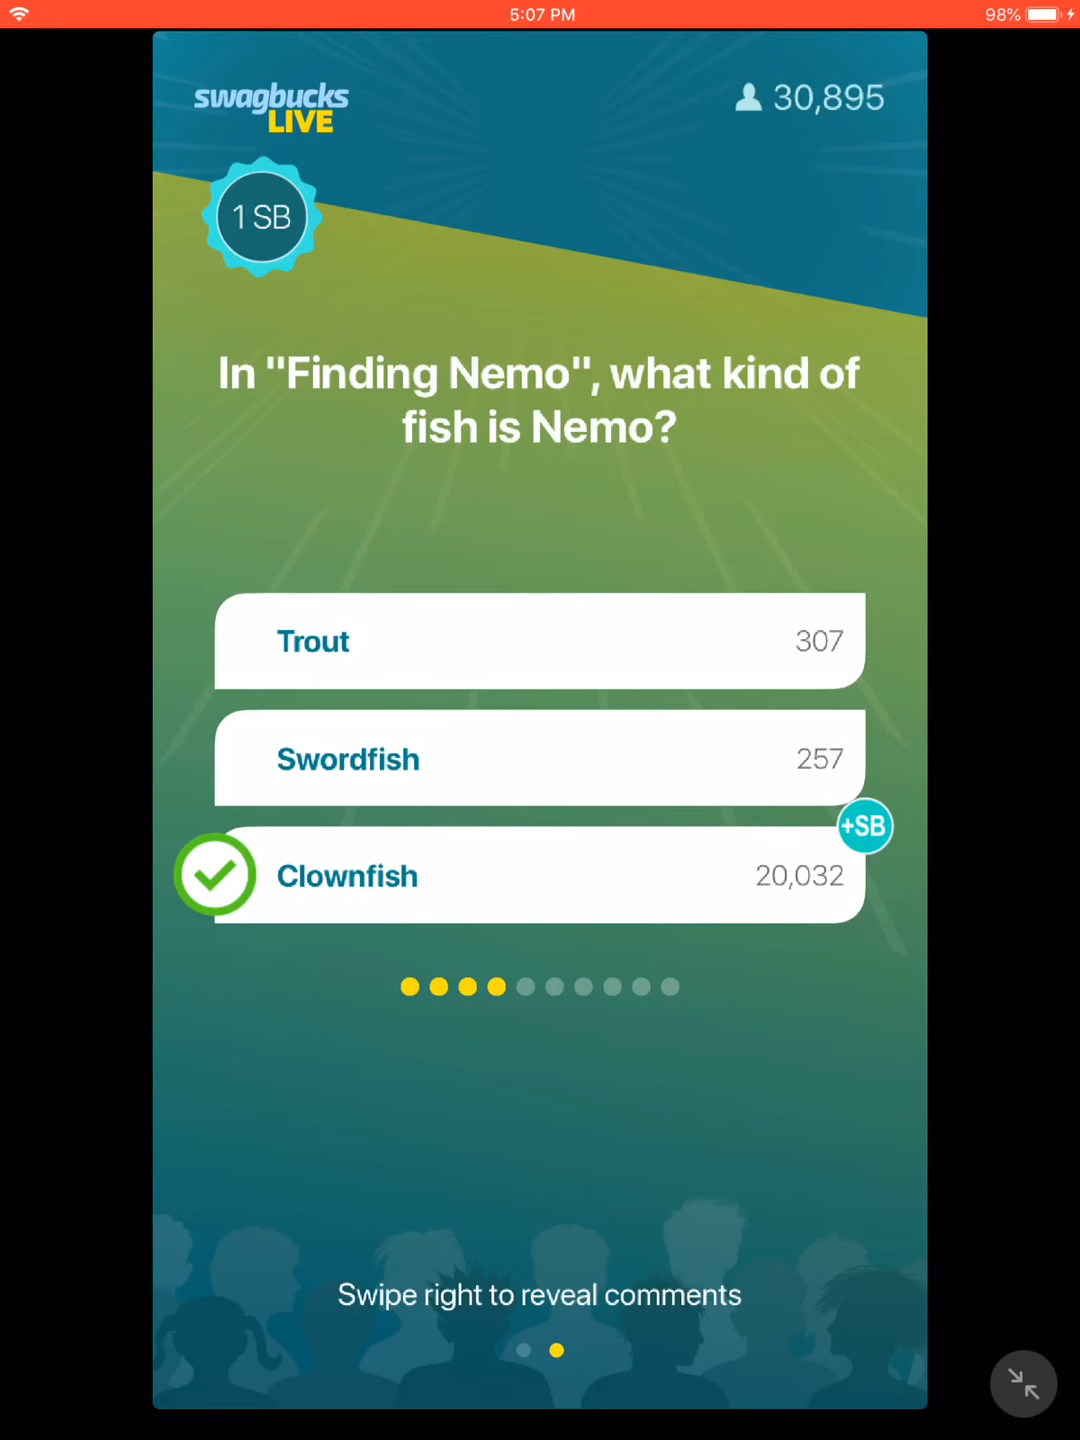 5:07 PM
98%
swagbucks
LIVE
30,895
1 SB
In "Finding Nemo", what kind of
fish is Nemo?
Trout 307
Swordfish 257
+SB
Clownfish 20,032
Swipe right to reveal comments